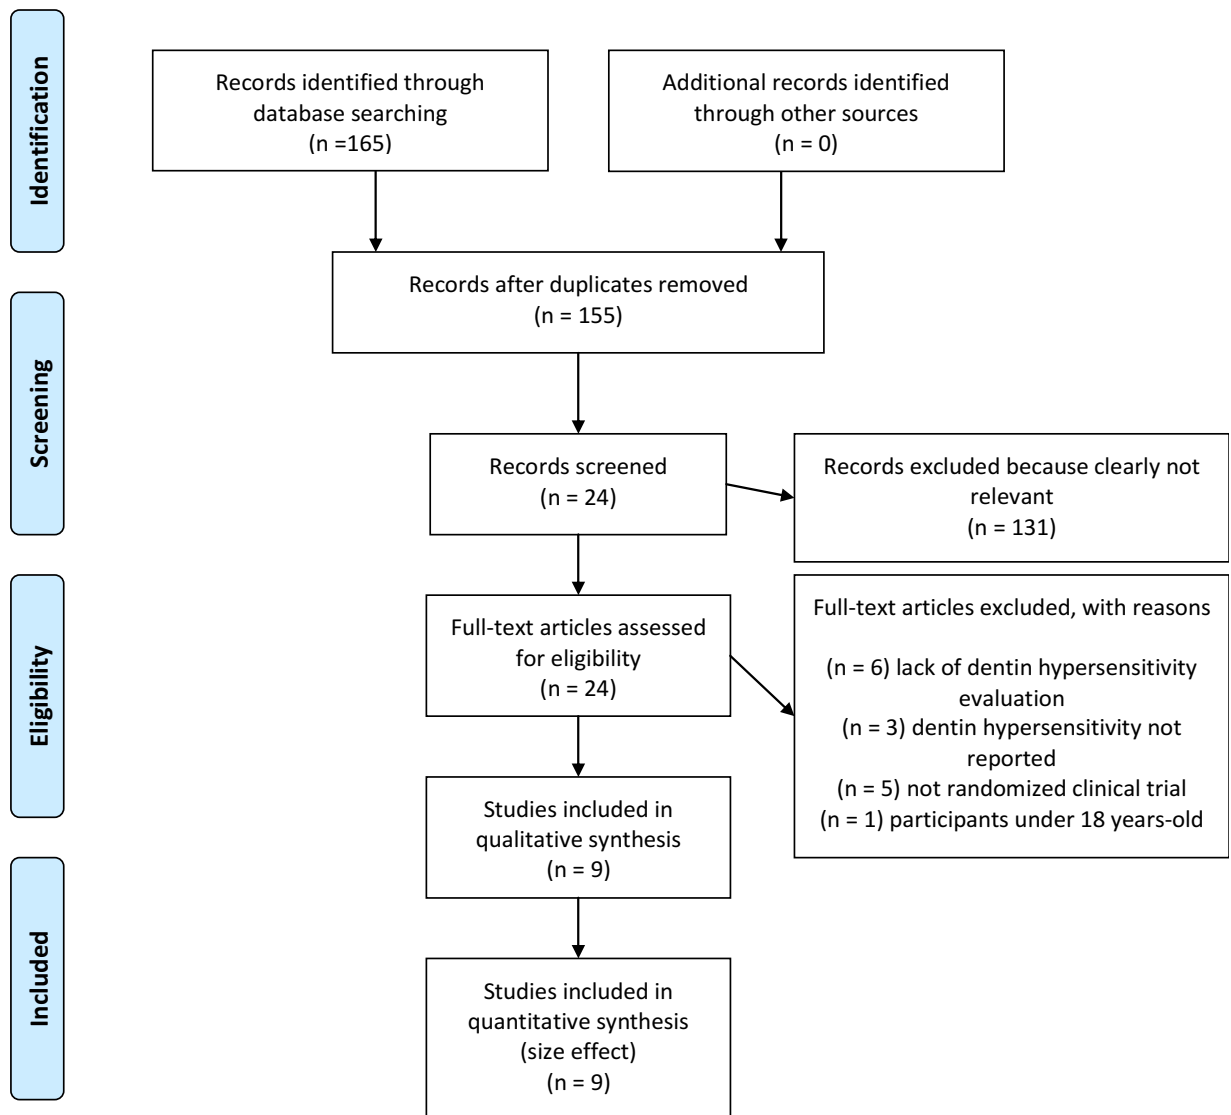 Identification
Records identified through
database searching
(n =165)
Additional records identified
through other sources
(n = 0)
Records after duplicates removed
(n = 155)
Screening
Records screened
(n = 24)
Records excluded because clearly not
relevant
(n = 131)
Eligibility
Full-text articles assessed
for eligibility
(n = 24)
Full-text articles excluded, with reasons
(n = 6) lack of dentin hypersensitivity
evaluation
(n = 3) dentin hypersensitivity not
reported
(n = 5) not randomized clinical trial
(n = 1) participants under 18 years-old
Studies included in
qualitative synthesis
(n = 9)
Included
Studies included in
quantitative synthesis
(size effect)
(n = 9)